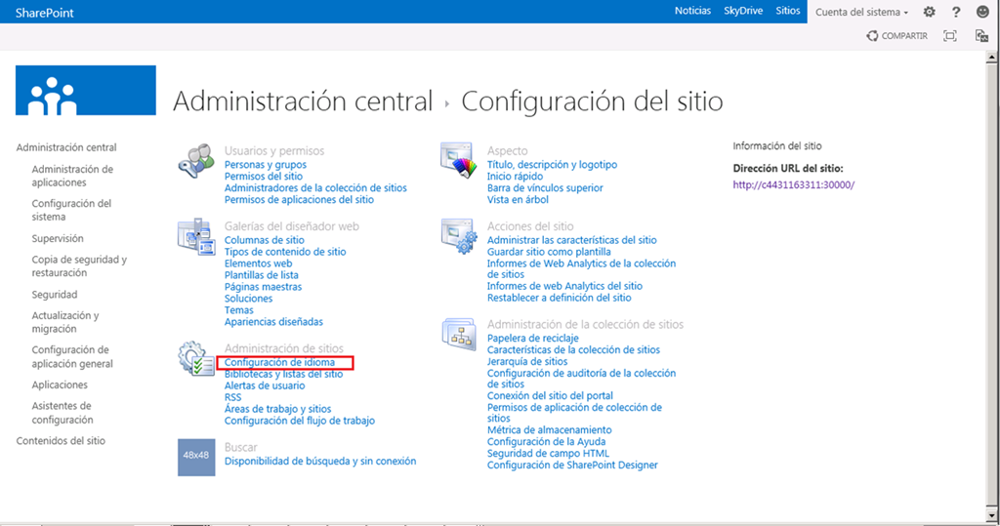 SharePoint
Noticias SkyDrive Sitios Cuenta del sistema
COMPARTIR
Administración central Configuración del sitio
Administración central
Administración de
aplicaciones
Configuración del
sistema
Supervisión
Copia de seguridad y
restauración
Seguridad
Actualización y
migración
Configuración de
aplicación general
Aplicaciones
Asistentes de
configuración
Contenidos del sitio
Usuarios y permisos
Personas y grupos
Permisos del sitio
Administradores de la colección de sitios
Permisos de aplicaciones del sitio
Galerías del diseñador web
Columnas de sitio
Tipos de contenido de sitio
Elementos web
Plantillas de lista
Páginas maestras
Soluciones
Temas
Apariencias diseñadas
Administración de sitios
Configuración de idioma
Bibliotecas y listas del sitio
Alertas de usuario
RSS
Áreas de trabajo y sitios
Configuración del flujo de trabajo
48x48
Buscar
Disponibilidad de búsqueda y sin conexión
Aspecto
Título, descripción y logotipo
Inicio rápido
Barra de vínculos superior
Vista en árbol
Acciones del sitio
Administrar las características del sitio
Guardar sitio como plantilla
Informes de Web Analytics de la colección
de sitios
Informes de web Analytics del sitio
Restablecer a definición del sitio
Administración de la colección de sitios
Papelera de reciclaje
Características de la colección de sitios
Jerarquía de sitios
Configuración de auditoría de la colección
de sitios
Conexión del sitio del portal
Permisos de aplicación de colección de
sitios
Métrica de almacenamiento
Configuración de la Ayuda
Seguridad de campo HTML
Configuración de SharePoint Designer
Información del sitio
Dirección URL del sitio:
http://c4431163311:30000/